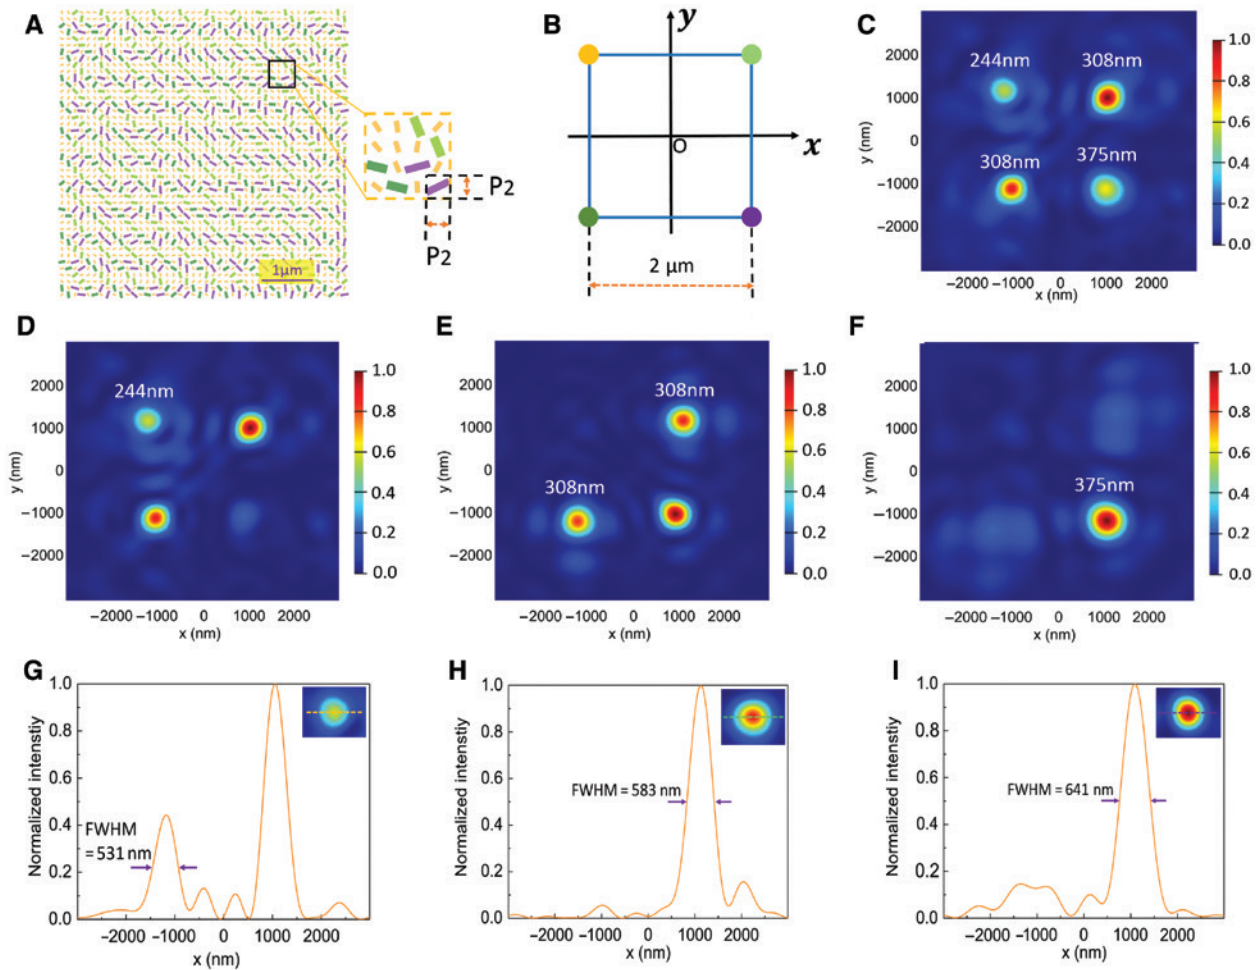 A
1µm
P2
P2
B
y
O
x
2 µm
C
244nm
308nm
308nm
375nm
2000
1000
0
−1000
−2000
y (nm)
−2000 −1000 0 1000 2000
x (nm)
1.0
0.8
0.6
0.4
0.2
0.0
D
244nm
2000
1000
0
−1000
−2000
y (nm)
−2000 −1000 0 1000 2000
x (nm)
1.0
0.8
0.6
0.4
0.2
0.0
E
308nm
308nm
2000
1000
0
−1000
−2000
y (nm)
−2000 −1000 0 1000 2000
x (nm)
1.0
0.8
0.6
0.4
0.2
0.0
F
375nm
2000
1000
0
−1000
−2000
y (nm)
−2000 −1000 0 1000 2000
x (nm)
1.0
0.8
0.6
0.4
0.2
0.0
G
Normalized intenstiy
1.0
0.8
0.6
0.4
0.2
0.0
FWHM
= 531 nm
−2000 −1000 0 1000 2000
x (nm)
H
Normalized intenstiy
1.0
0.8
0.6
0.4
0.2
0.0
FWHM = 583 nm
−2000 −1000 0 1000 2000
x (nm)
I
Normalized intenstiy
1.0
0.8
0.6
0.4
0.2
0.0
FWHM = 641 nm
−2000 −1000 0 1000 2000
x (nm)